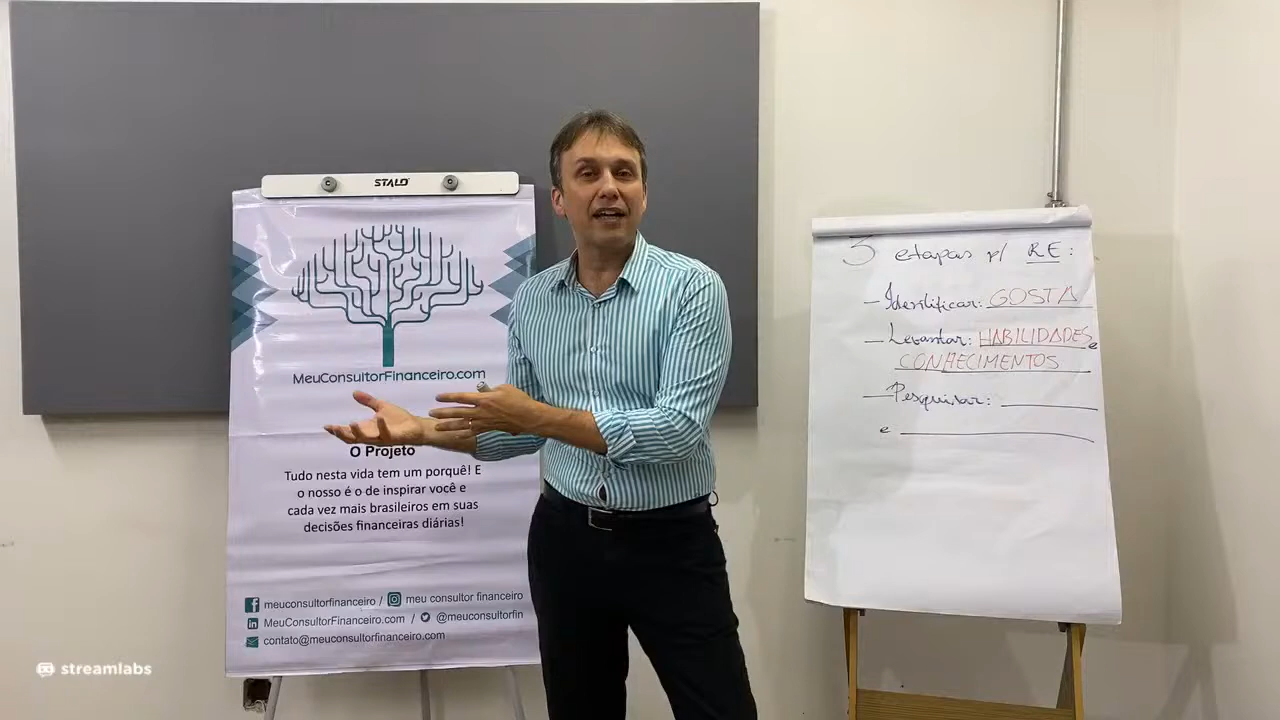 STALO
MeuConsultorFinanceiro.com
O Projeto
Tudo nesta vida tem um porquê! E
o nosso é o de inspirar você e
cada vez mais brasileiros em suas
decisões financeiras diárias!
meuconsultorfinanceiro / meu consultor financeiro
MeuConsultorFinanceiro.com / @meuconsultorfin
contato@meuconsultorfinanceiro.com
3 etapas p/ RE:
- Identificar: GOSTA
- Levantar: HABILIDADES e
CONHECIMENTOS
- Pesquisar:
e
streamlabs